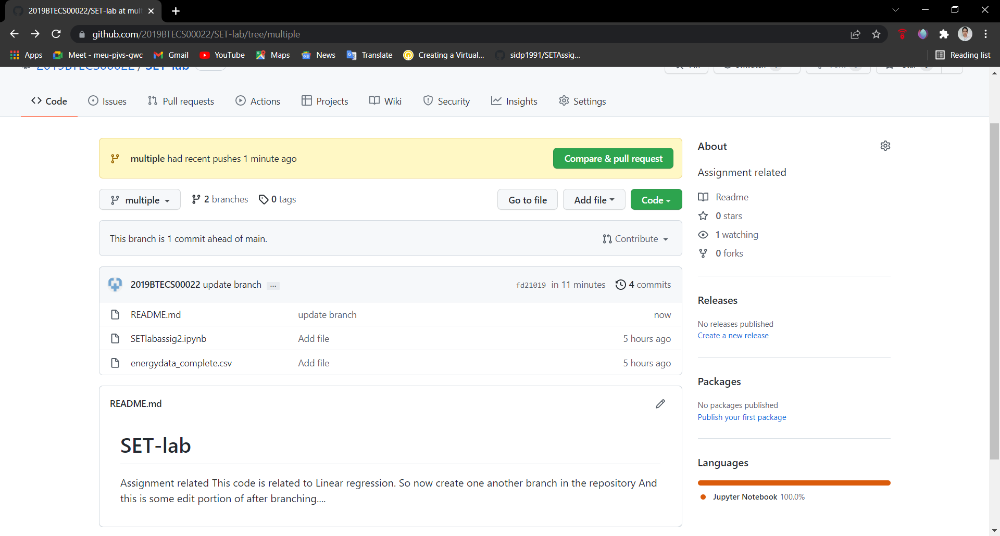 2019BTECS00022/SET-lab at mul
github.com/2019BTECS00022/SET-lab/tree/multiple
Apps Meet - meu-pjvs-gwc Gmail YouTube Maps News Translate Creating a Virtual... sidp1991/SETAssig... Reading list
2019BTECS00022 / SET-lab
Code Issues Pull requests Actions Projects Wiki Security Insights Settings
multiple had recent pushes 1 minute ago Compare & pull request
multiple 2 branches 0 tags Go to file Add file Code
This branch is 1 commit ahead of main. Contribute
2019BTECS00022 update branch ... fd21019 in 11 minutes 4 commits
README.md update branch now
SETlabassig2.ipynb Add file 5 hours ago
energydata_complete.csv Add file 5 hours ago
README.md
SET-lab
Assignment related This code is related to Linear regression. So now create one another branch in the repository And
this is some edit portion of after branching....
About
Assignment related
Readme
0 stars
1 watching
0 forks
Releases
No releases published
Create a new release
Packages
No packages published
Publish your first package
Languages
Jupyter Notebook 100.0%